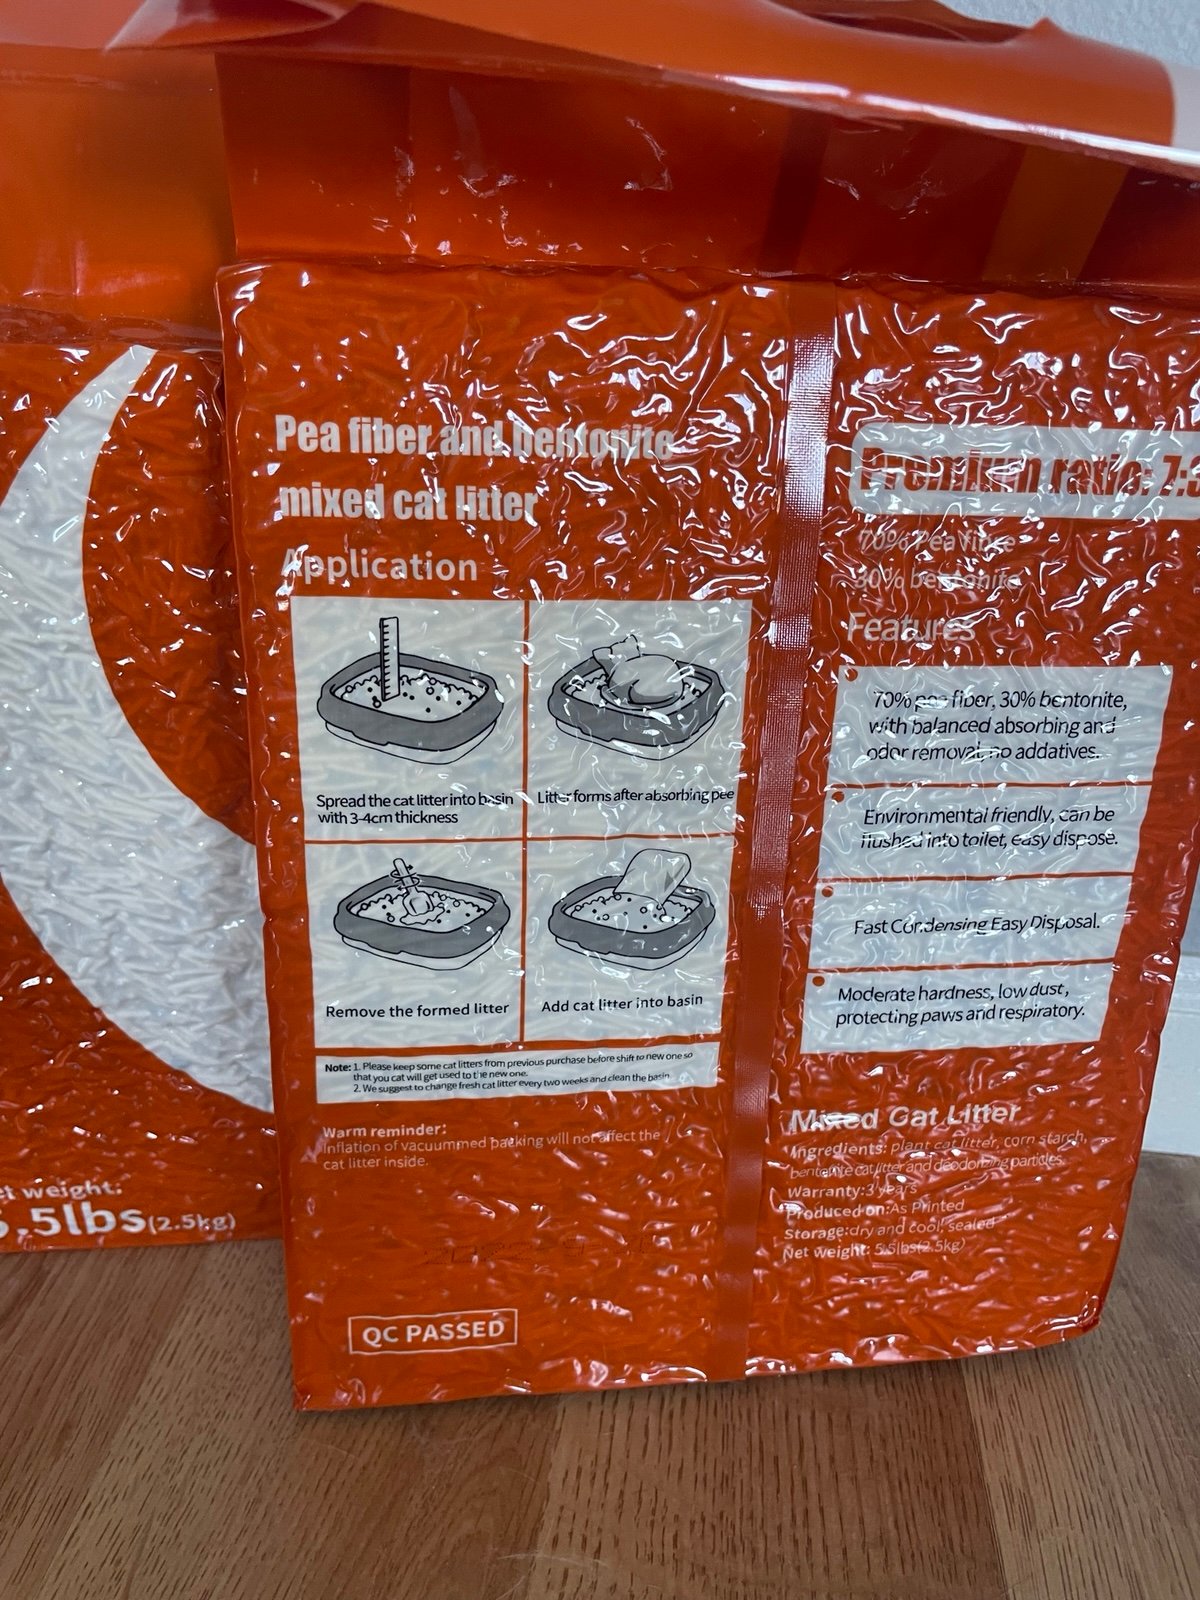 Pea fiber and bentonite
mixed cat litter
Application
Spread the cat litter into basin
with 3-4cm thickness
Litter forms after absorbing pee
Remove the formed litter
Add cat litter into basin
Note: 1. Please keep some cat litters from previous purchase before shift to new one so
that you cat will get used to the new one.
2. We suggest to change fresh cat litter every two weeks and clean the basin.
Warm reminder:
Inflation of vacuummed packing will not affect the
cat litter inside.
QC PASSED
Premium ratio: 7:3
70% Pea
30% bentonite
Features
70% pea fiber, 30% bentonite,
with balanced absorbing and
odor removal, no addatives.
Environmental friendly, can be
flushed into toilet, easy dispose.
Fast Condensing Easy Disposal.
Moderate hardness, low dust,
protecting paws and respiratory.
Mixed Cat Litter
Ingredients: plant cat litter, corn starch,
bentonite cat litter and deodorizing particles.
Warranty:3 years
Produced on:As Printed
Storage:dry and cool, sealed
Net weight: 5.5lbs(2.5kg)
weight:
5.5lbs(2.5kg)